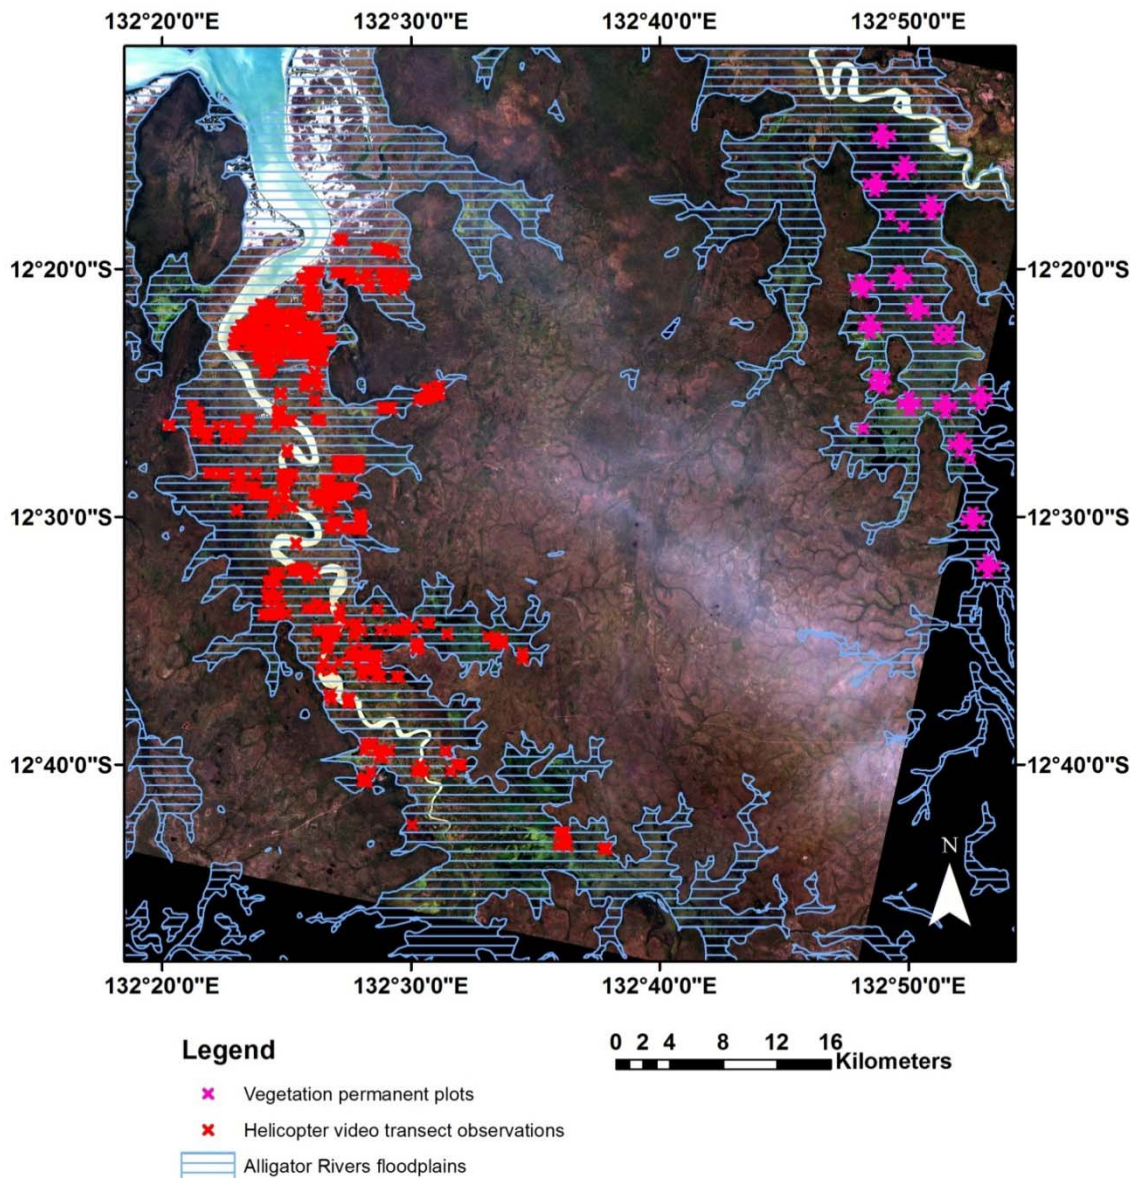 132°20'0"E 132°30'0"E 132°40'0"E 132°50'0"E
12°20'0"S 12°20'0"S
12°30'0"S 12°30'0"S
12°40'0"S 12°40'0"S
N
132°20'0"E 132°30'0"E 132°40'0"E 132°50'0"E
Legend
0 2 4 8 12 16
Kilometers
Vegetation permanent plots
Helicopter video transect observations
Alligator Rivers floodplains